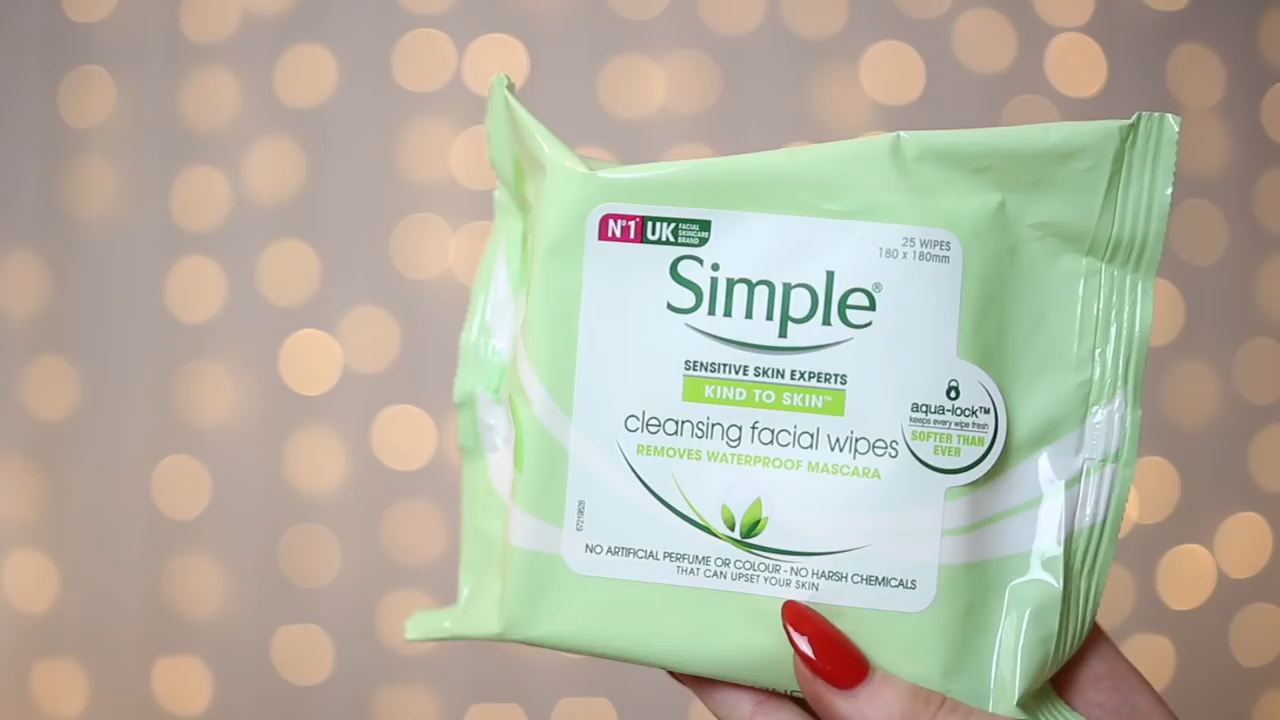 N°1* UK FACIAL SKINCARE BRAND
25 WIPES
180 x 180mm
Simple®
SENSITIVE SKIN EXPERTS
KIND TO SKIN™
cleansing facial wipes
REMOVES WATERPROOF MASCARA
aqua-lock™
keeps every wipe fresh
SOFTER THAN
EVER
NO ARTIFICIAL PERFUME OR COLOUR - NO HARSH CHEMICALS
THAT CAN UPSET YOUR SKIN